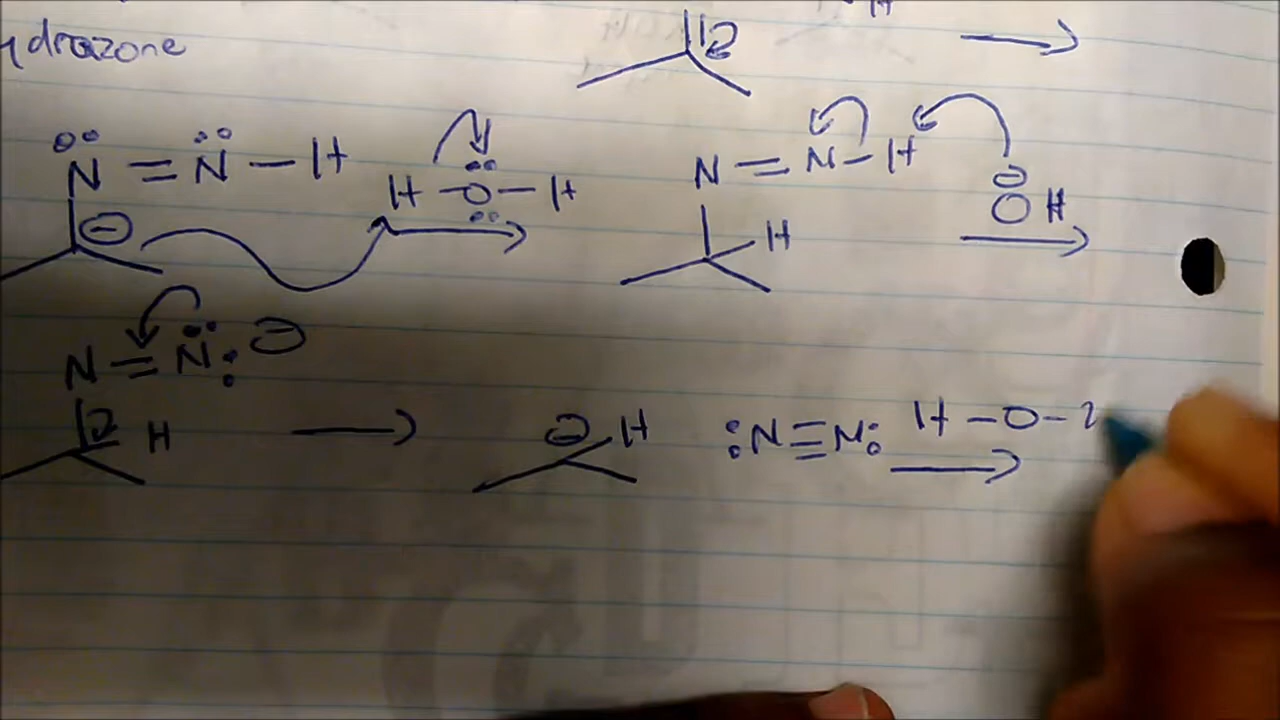 ydrazone
N = N - H
H - O - H
N = N - H
H
OH
N = N
H
H
N ≡ N
H - O -